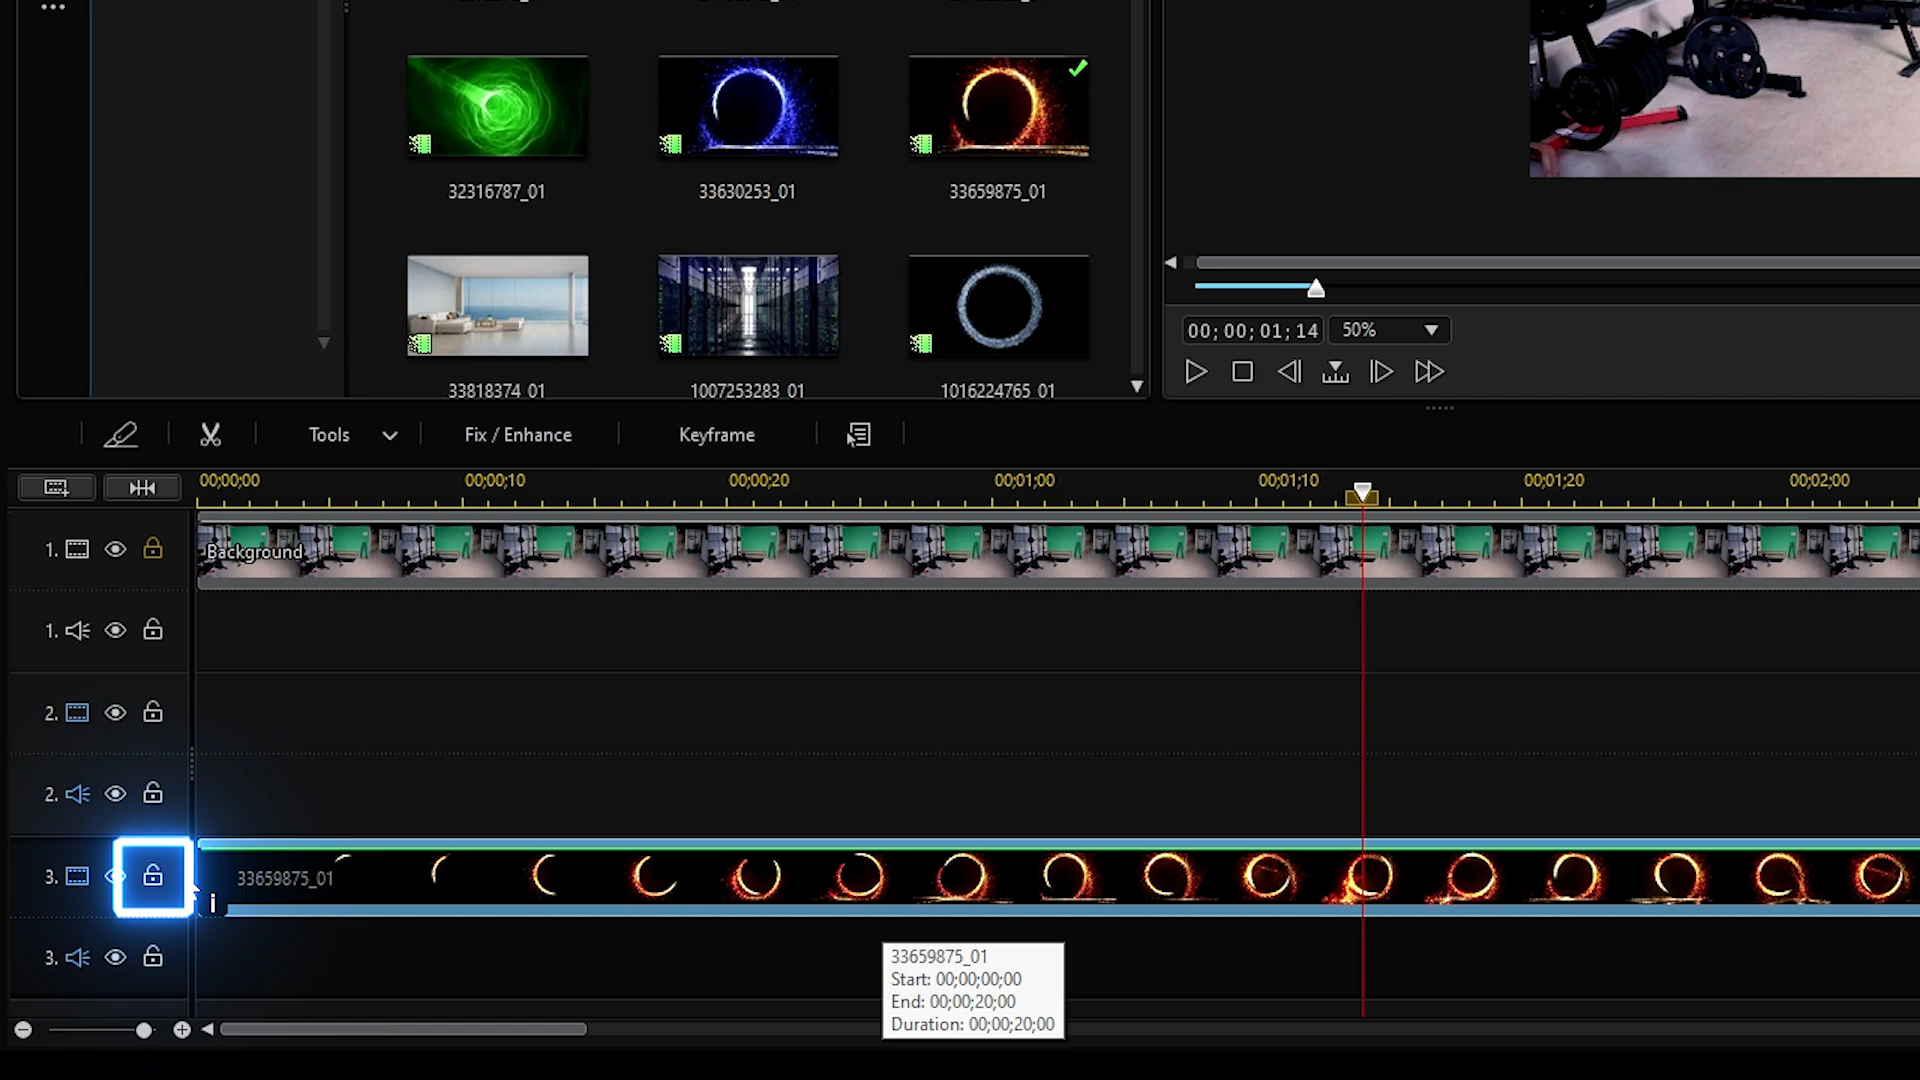 32316787_01
33630253_01
33659875_01
33818374_01
1007253283_01
1016224765_01
00; 00; 01; 14
50%
Tools
Fix / Enhance
Keyframe
00;00;00
00;00;10
00;00;20
00;01;00
00;01;10
00;01;20
00;02;00
1.
Background
1.
2.
2.
3.
33659875_01
i
3.
33659875_01
Start: 00;00;00;00
End: 00;00;20;00
Duration: 00;00;20;00